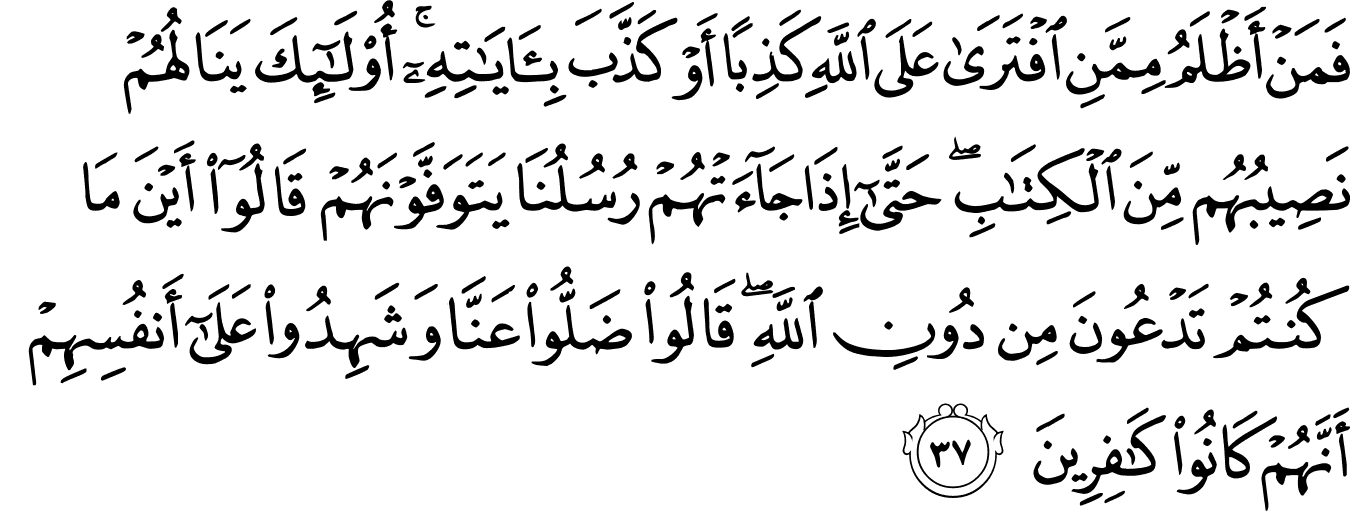 فَمَنْ أَظْلَمُ مِمَّنِ ٱفْتَرَىٰ عَلَى ٱللَّهِ كَذِبًا أَوْ كَذَّبَ بِـَٔايَـٰتِهِۦٓ ۚ أُو۟لَـٰٓئِكَ يَنَالُهُمْ
نَصِيبُهُم مِّنَ ٱلْكِتَـٰبِ ۖ حَتَّىٰٓ إِذَا جَآءَتْهُمْ رُسُلُنَا يَتَوَفَّوْنَهُمْ قَالُوٓا۟ أَيْنَ مَا
كُنتُمْ تَدْعُونَ مِن دُونِ ٱللَّهِ ۖ قَالُوا۟ ضَلُّوا۟ عَنَّا وَشَهِدُوا۟ عَلَىٰٓ أَنفُسِهِمْ
أَنَّهُمْ كَانُوا۟ كَـٰفِرِينَ ٣٧